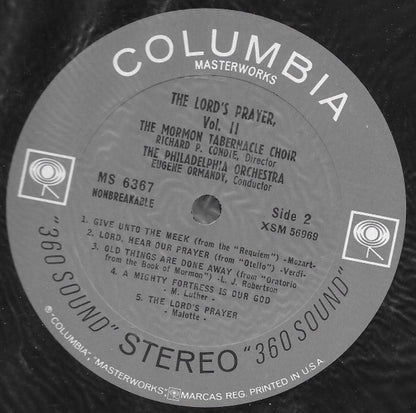 COLUMBIA
MASTERWORKS
THE LORD'S PRAYER,
Vol. II
THE MORMON TABERNACLE CHOIR
RICHARD P. CONDIE, Director
THE PHILADELPHIA ORCHESTRA
EUGENE ORMANDY, Conductor
MS 6367
NONBREAKABLE
Side 2
XSM 56969
1. GIVE UNTO THE MEEK (from the "Requiem") -Mozart-
2. LORD, HEAR OUR PRAYER (from "Otello") -Verdi-
3. OLD THINGS ARE DONE AWAY (from "Oratorio
from the Book of Mormon") -L. J. Robertson-
4. A MIGHTY FORTRESS IS OUR GOD
- M. Luther -
5. THE LORD'S PRAYER
- Malotte -
"360 SOUND" STEREO "360 SOUND"
® "COLUMBIA", "MASTERWORKS", MARCAS REG. PRINTED IN U.S.A.